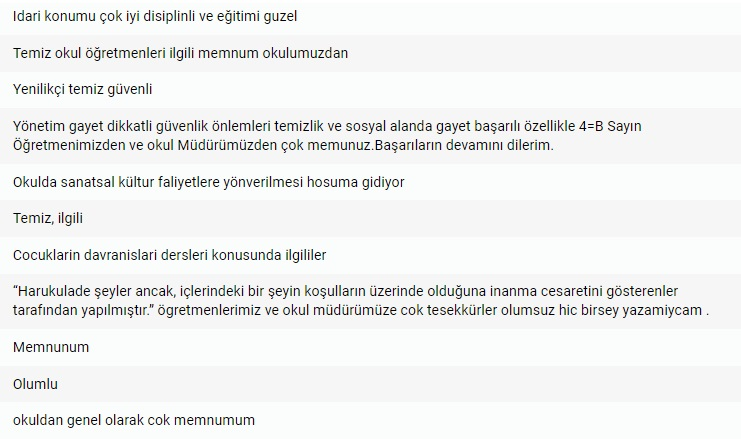 Idari konumu çok iyi disiplinli ve eğitimi guzel
Temiz okul öğretmenleri ilgili memnum okulumuzdan
Yenilikçi temiz güvenli
Yönetim gayet dikkatli güvenlik önlemleri temizlik ve sosyal alanda gayet başarılı özellikle 4=B Sayın
Öğretmenimizden ve okul Müdürümüzden çok memunuz.Başarıların devamını dilerim.
Okulda sanatsal kültur faliyetlere yönverilmesi hosuma gidiyor
Temiz, ilgili
Cocuklarin davranislari dersleri konusunda ilgililer
“Harukulade şeyler ancak, içlerindeki bir şeyin koşulların üzerinde olduğuna inanma cesaretini gösterenler
tarafından yapılmıştır.” ögretmenlerimiz ve okul müdürümüze cok tesekkürler olumsuz hic birsey yazamiycam .
Memnunum
Olumlu
okuldan genel olarak cok memnumum